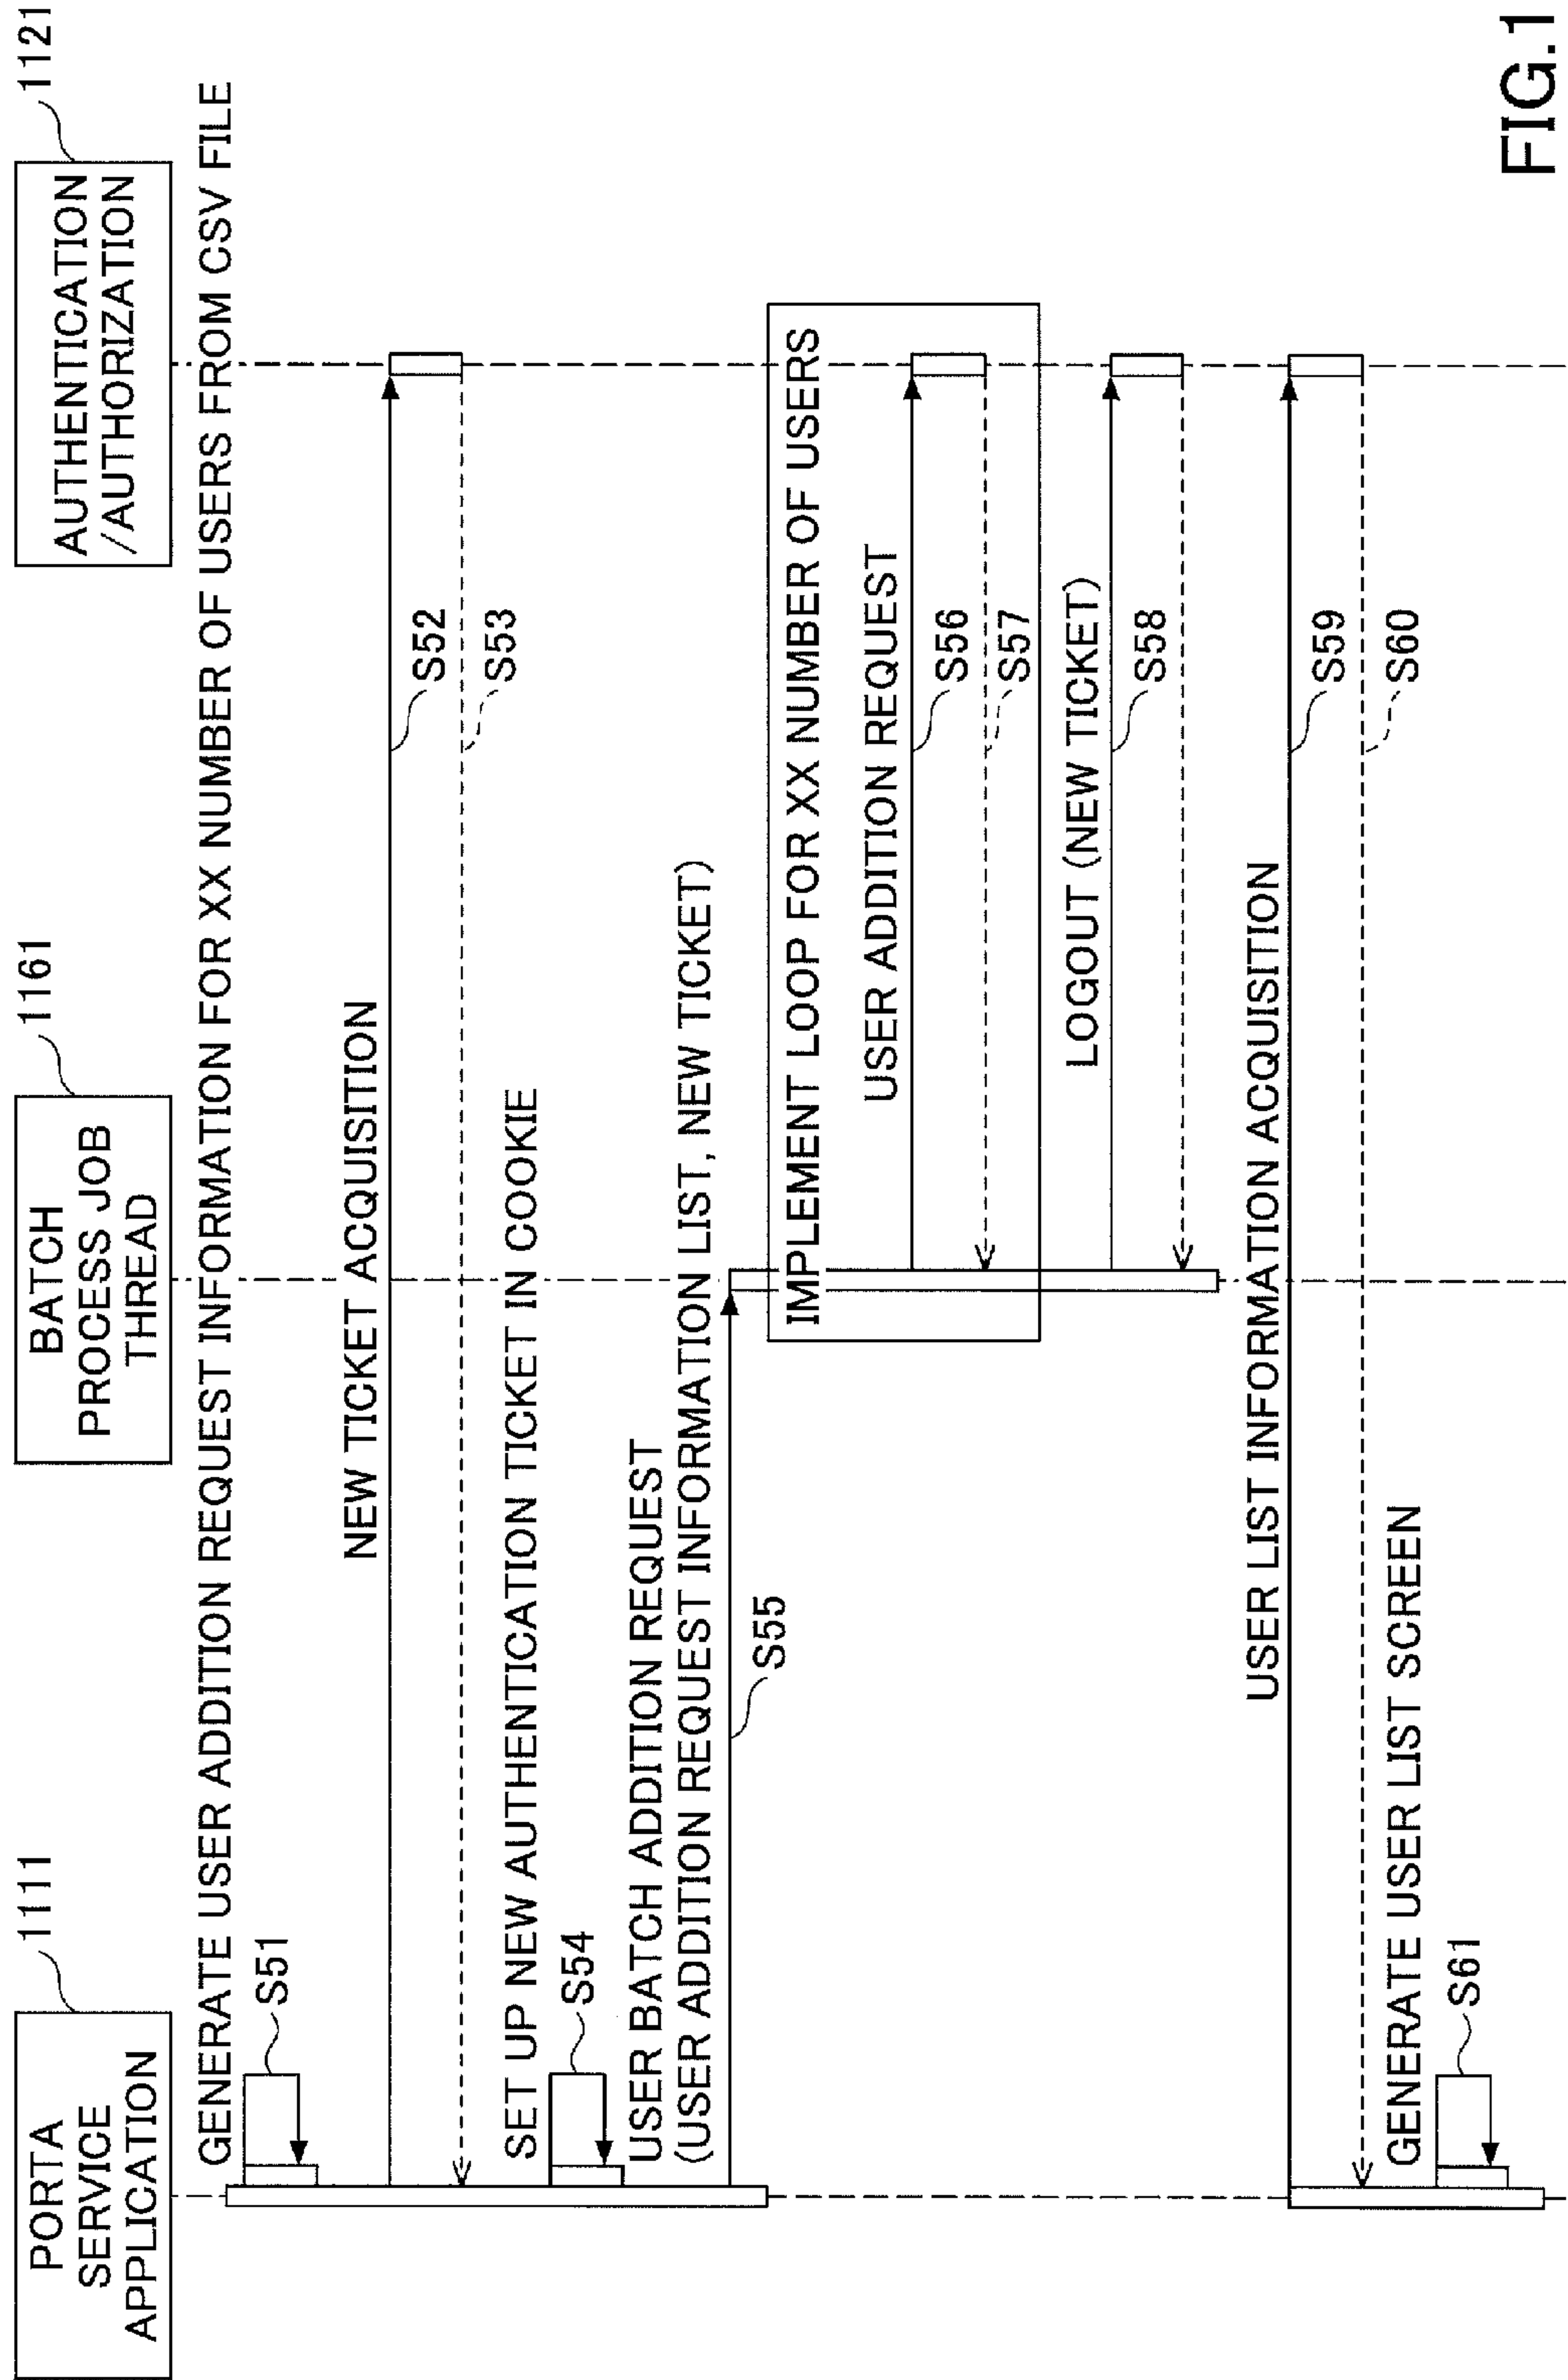 PORTA
SERVICE
APPLICATION
1111
BATCH
PROCESS JOB
THREAD
1161
AUTHENTICATION
/AUTHORIZATION
1121
GENERATE USER ADDITION REQUEST INFORMATION FOR XX NUMBER OF USERS FROM CSV FILE
S51
NEW TICKET ACQUISITION
S52
S53
SET UP NEW AUTHENTICATION TICKET IN COOKIE
S54
USER BATCH ADDITION REQUEST
(USER ADDITION REQUEST INFORMATION LIST, NEW TICKET)
S55
IMPLEMENT LOOP FOR XX NUMBER OF USERS
USER ADDITION REQUEST
S56
S57
LOGOUT (NEW TICKET)
S58
USER LIST INFORMATION ACQUISITION
S59
S60
GENERATE USER LIST SCREEN
S61
FIG.1